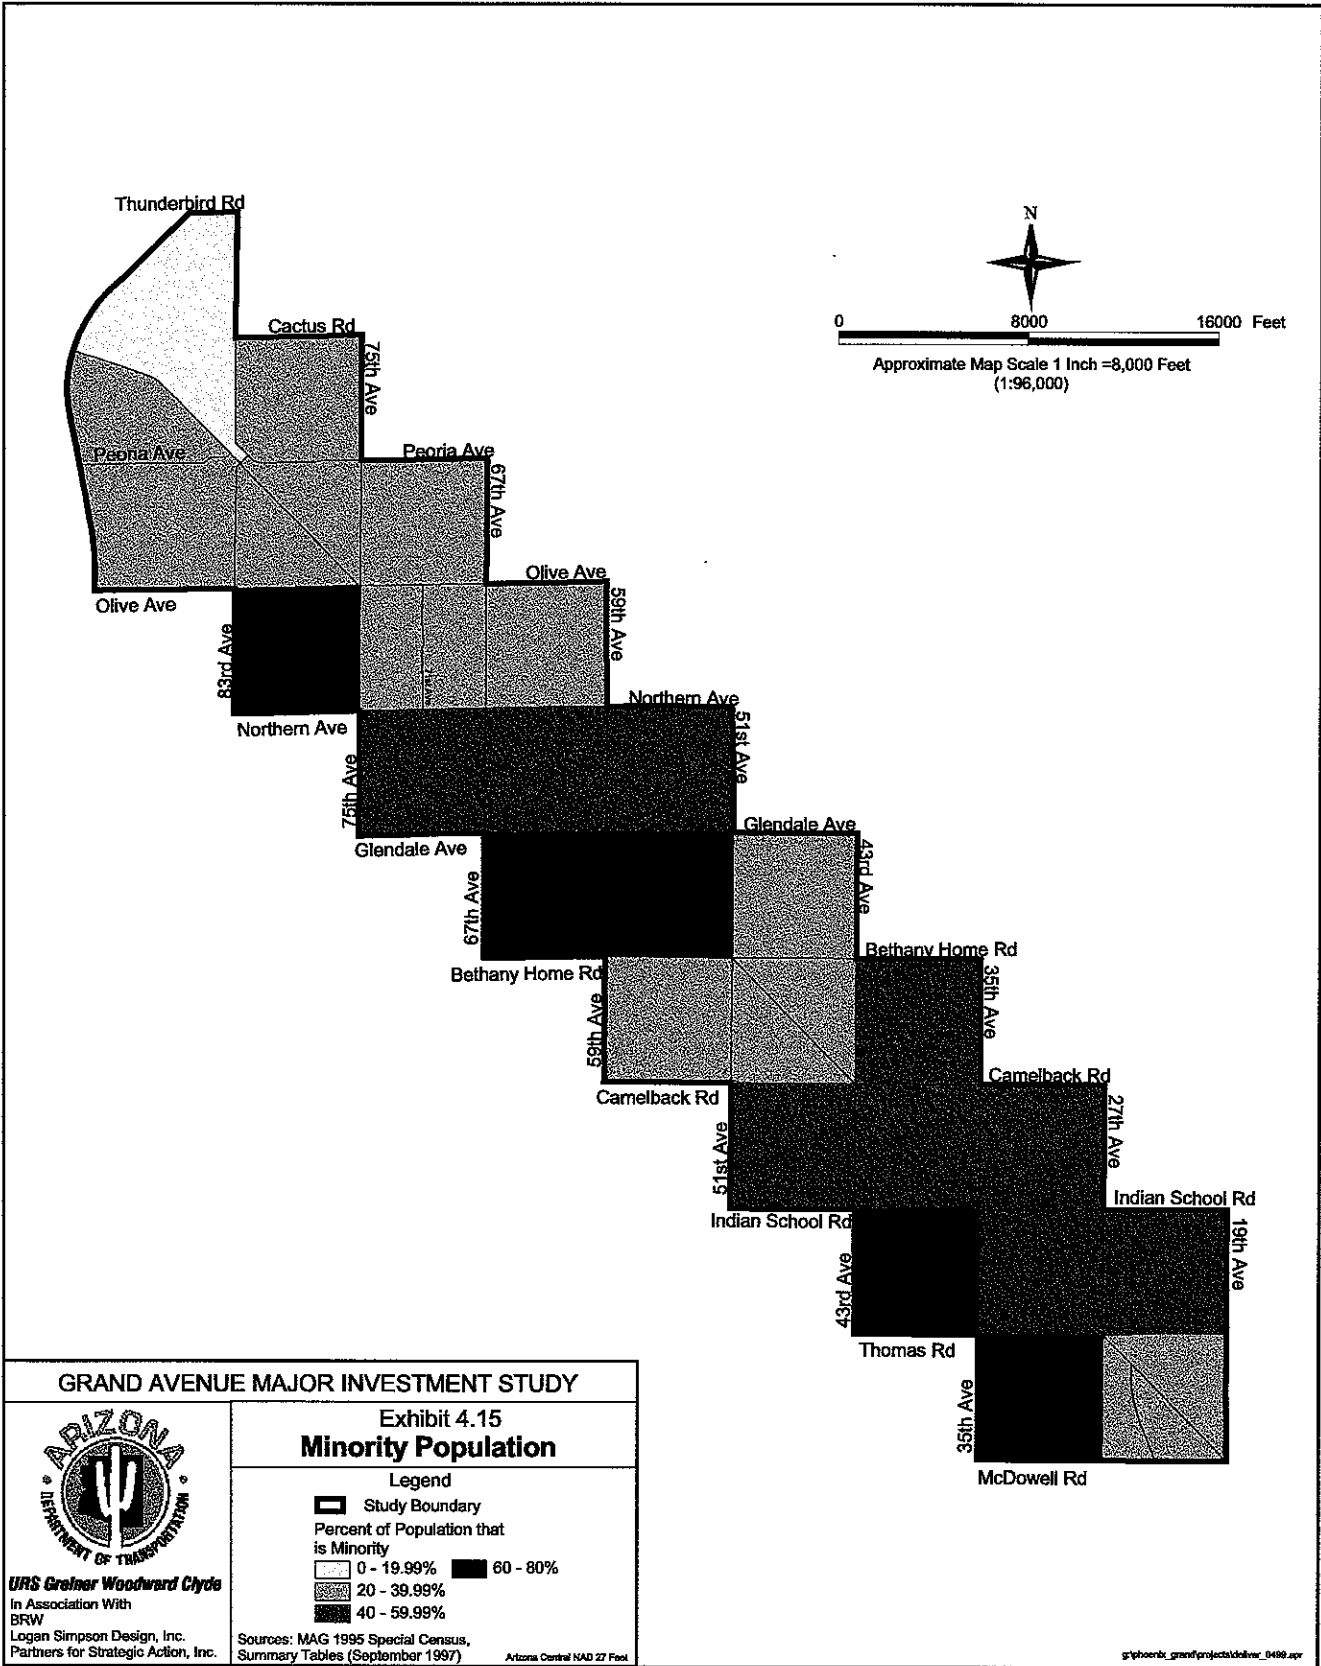 Thunderbird Rd
N
Cactus Rd
0 8000 16000 Feet
Approximate Map Scale 1 Inch =8,000 Feet
(1:96,000)
75th Ave
Peoria Ave
Peoria Ave
67th Ave
Olive Ave
Olive Ave
59th Ave
83rd Ave
Northern Ave
Northern Ave
51st Ave
75th Ave
Glendale Ave
Glendale Ave
43rd Ave
67th Ave
Bethany Home Rd
Bethany Home Rd
35th Ave
59th Ave
Camelback Rd
Camelback Rd
27th Ave
51st Ave
Indian School Rd
Indian School Rd
19th Ave
43rd Ave
Thomas Rd
35th Ave
McDowell Rd
GRAND AVENUE MAJOR INVESTMENT STUDY
ARIZONA
DEPARTMENT OF TRANSPORTATION
URS Greiner Woodward Clyde
In Association With
BRW
Logan Simpson Design, Inc.
Partners for Strategic Action, Inc.
Exhibit 4.15
Minority Population
Legend
Study Boundary
Percent of Population that
is Minority
0 - 19.99% 60 - 80%
20 - 39.99%
40 - 59.99%
Sources: MAG 1995 Special Census,
Summary Tables (September 1997)
Arizona Central NAD 27 Feet
g:\phoenix_grand\projects\deliver_0499.apr